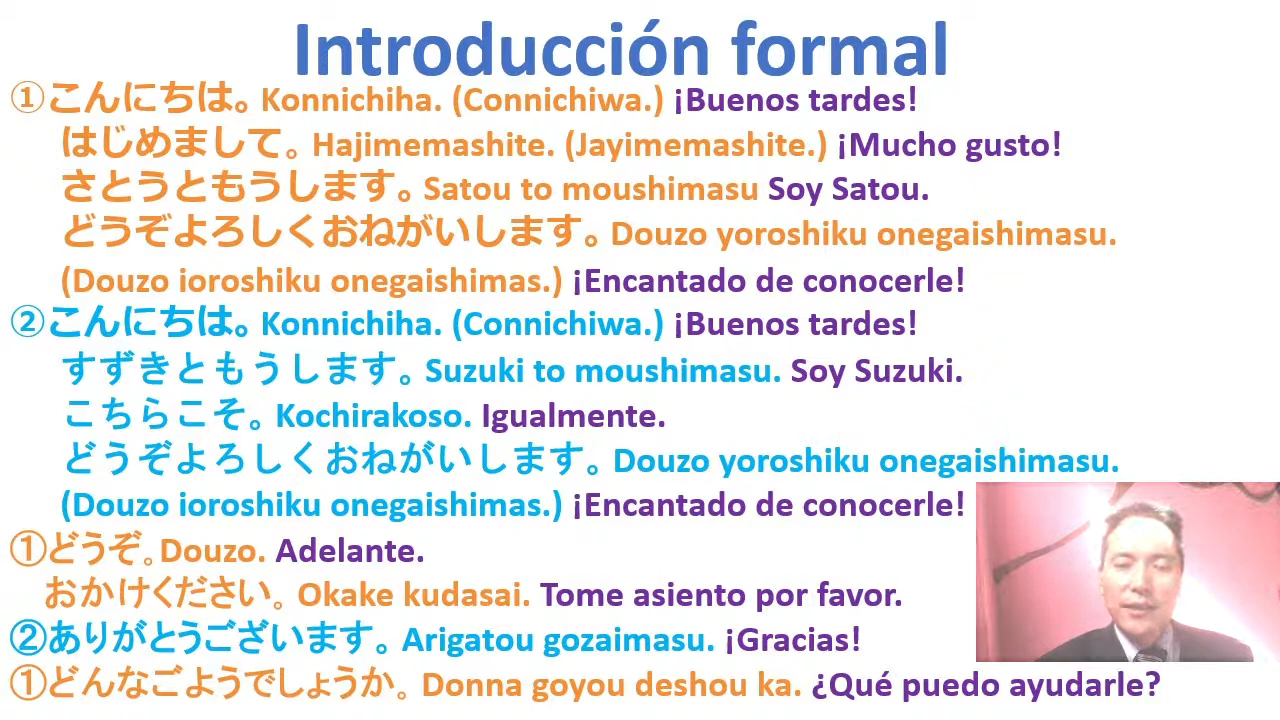 Introducción formal
①こんにちは。Konnichiha. (Connichiwa.) ¡Buenos tardes!
はじめまして。Hajimemashite. (Jayimemashite.) ¡Mucho gusto!
さとうともうします。Satou to moushimasu Soy Satou.
どうぞよろしくおねがいします。Douzo yoroshiku onegaishimasu.
(Douzo ioroshiku onegaishimas.) ¡Encantado de conocerle!
②こんにちは。Konnichiha. (Connichiwa.) ¡Buenos tardes!
すずきともうします。Suzuki to moushimasu. Soy Suzuki.
こちらこそ。Kochirakoso. Igualmente.
どうぞよろしくおねがいします。Douzo yoroshiku onegaishimasu.
(Douzo ioroshiku onegaishimas.) ¡Encantado de conocerle!
①どうぞ。Douzo. Adelante.
おかけください。Okake kudasai. Tome asiento por favor.
②ありがとうございます。Arigatou gozaimasu. ¡Gracias!
①どんなごようでしょうか。Donna goyou deshou ka. ¿Qué puedo ayudarle?